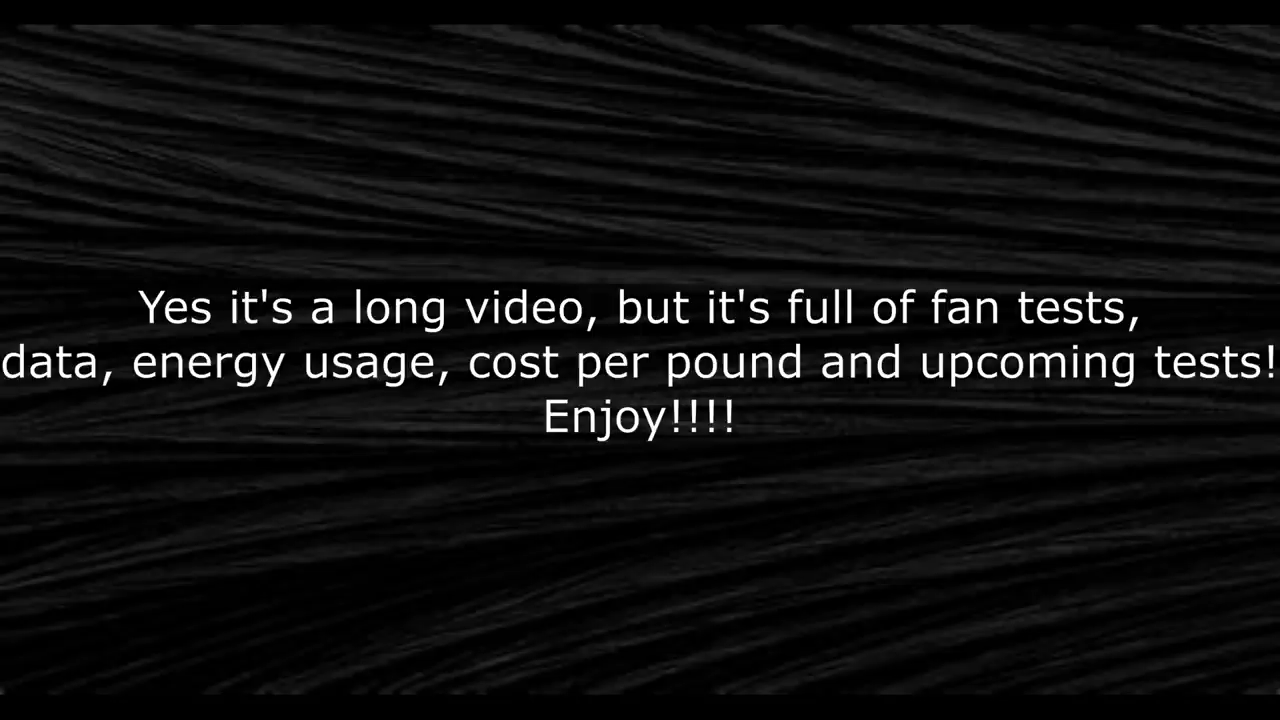 Yes it's a long video, but it's full of fan tests,
data, energy usage, cost per pound and upcoming tests!
Enjoy!!!!